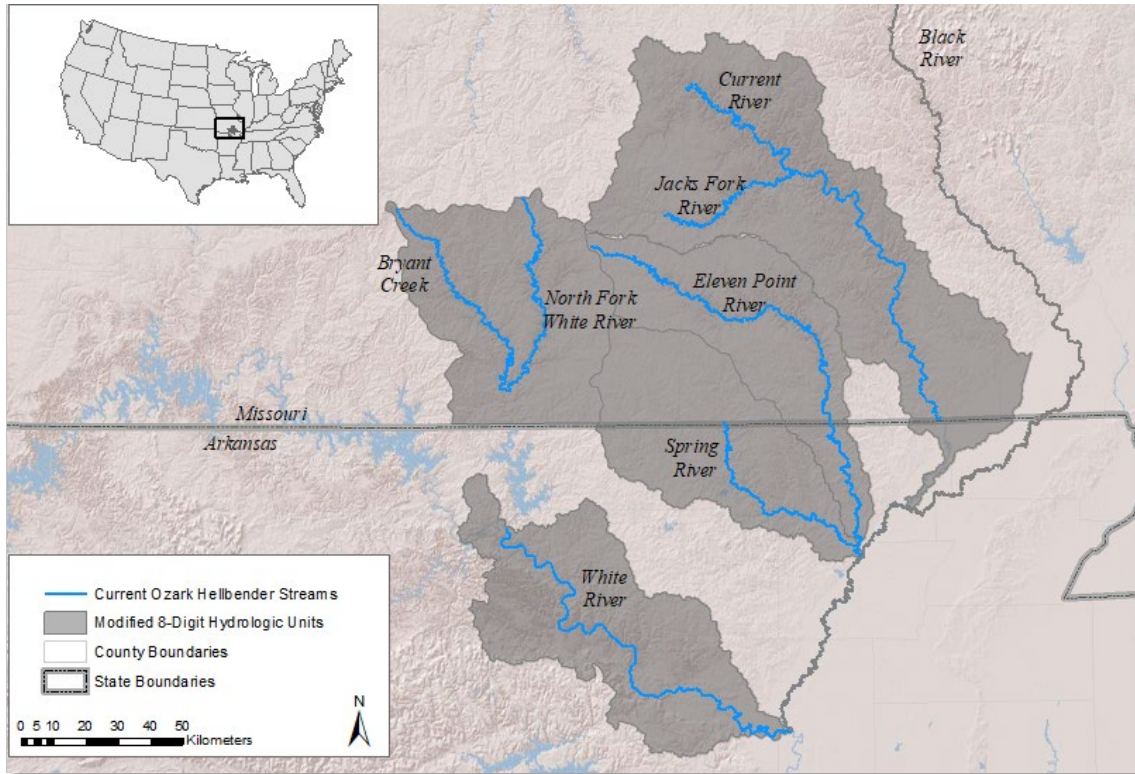 Black
River
Current
River
Jacks Fork
River
Bryant
Creek
North Fork
White River
Eleven Point
River
Missouri
Arkansas
Spring
River
White
River
Current Ozark Hellbender Streams
Modified 8-Digit Hydrologic Units
County Boundaries
State Boundaries
N
0 5 10 20 30 40 50
Kilometers